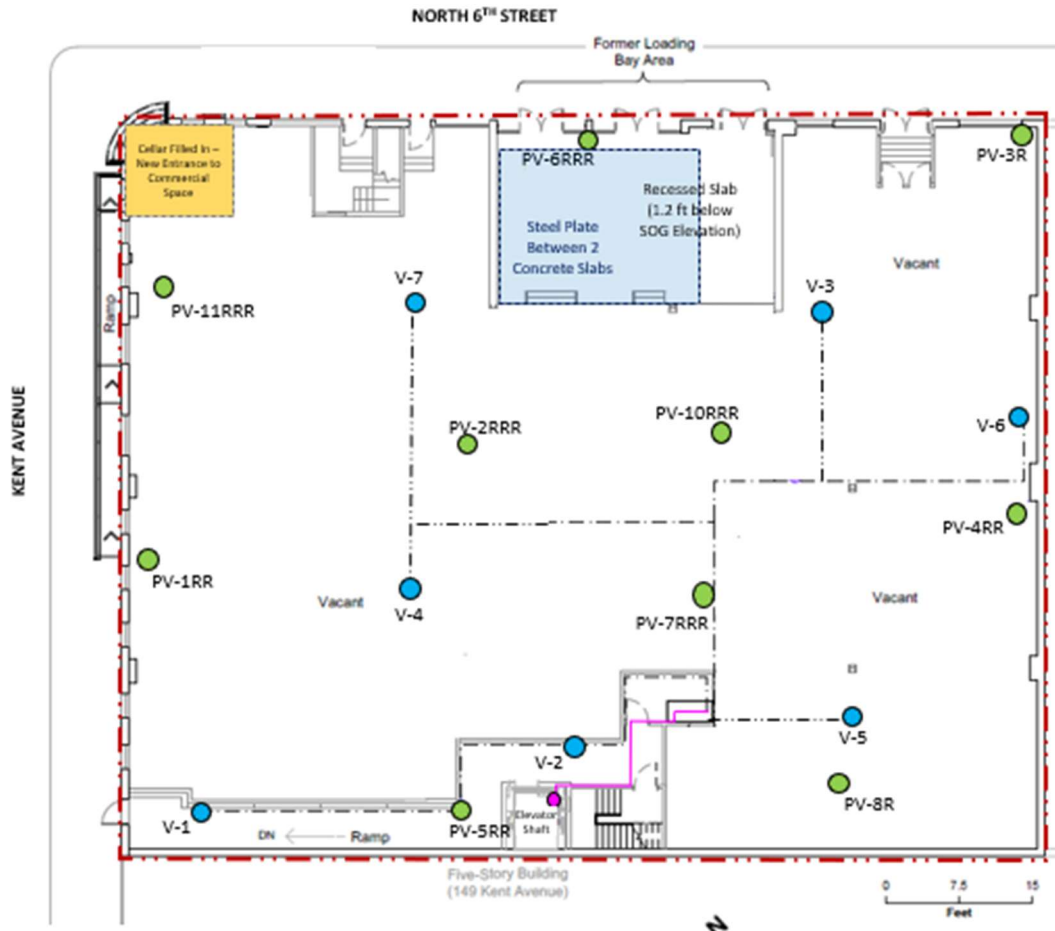 NORTH 6TH STREET
Former Loading
Bay Area
Cellar Filled In –
New Entrance to
Commercial
Space
PV-6RRR
PV-3R
Recessed Slab
(1.2 ft below
SOG Elevation)
Steel Plate
Between 2
Concrete Slabs
Vacant
V-7
V-3
PV-11RRR
Ramp
KENT AVENUE
PV-2RRR
PV-10RRR
V-6
PV-4RR
PV-1RR
Vacant
V-4
PV-7RRR
Vacant
V-2
V-5
V-1
PV-5RR
Elevator
Shaft
PV-8R
DN
Ramp
Five-Story Building
(149 Kent Avenue)
0 7.5 15
Feet
N